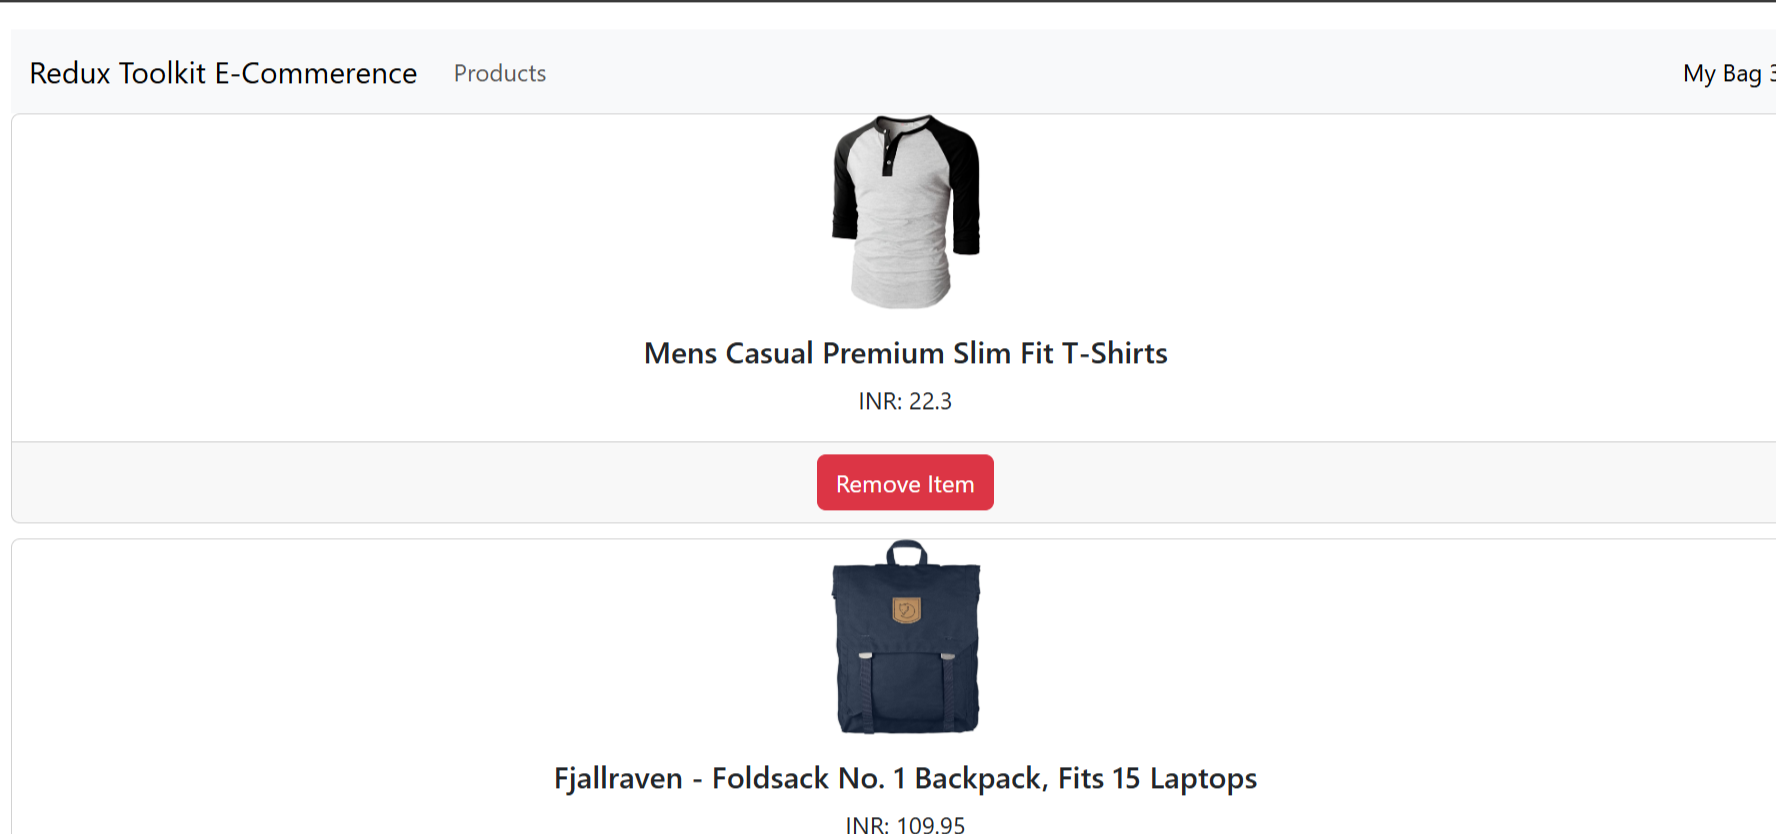 Redux Toolkit E-Commerence Products My Bag 3
Mens Casual Premium Slim Fit T-Shirts
INR: 22.3
Remove Item
Fjallraven - Foldsack No. 1 Backpack, Fits 15 Laptops
INR: 109.95